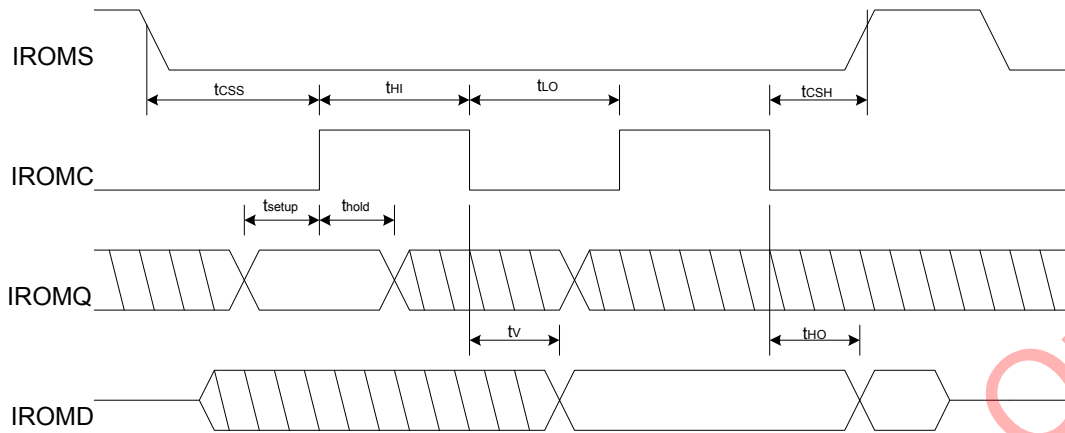 IROMS
tCSS
tHI
tLO
tCSH
IROMC
tsetup
thold
IROMQ
tV
tHO
IROMD